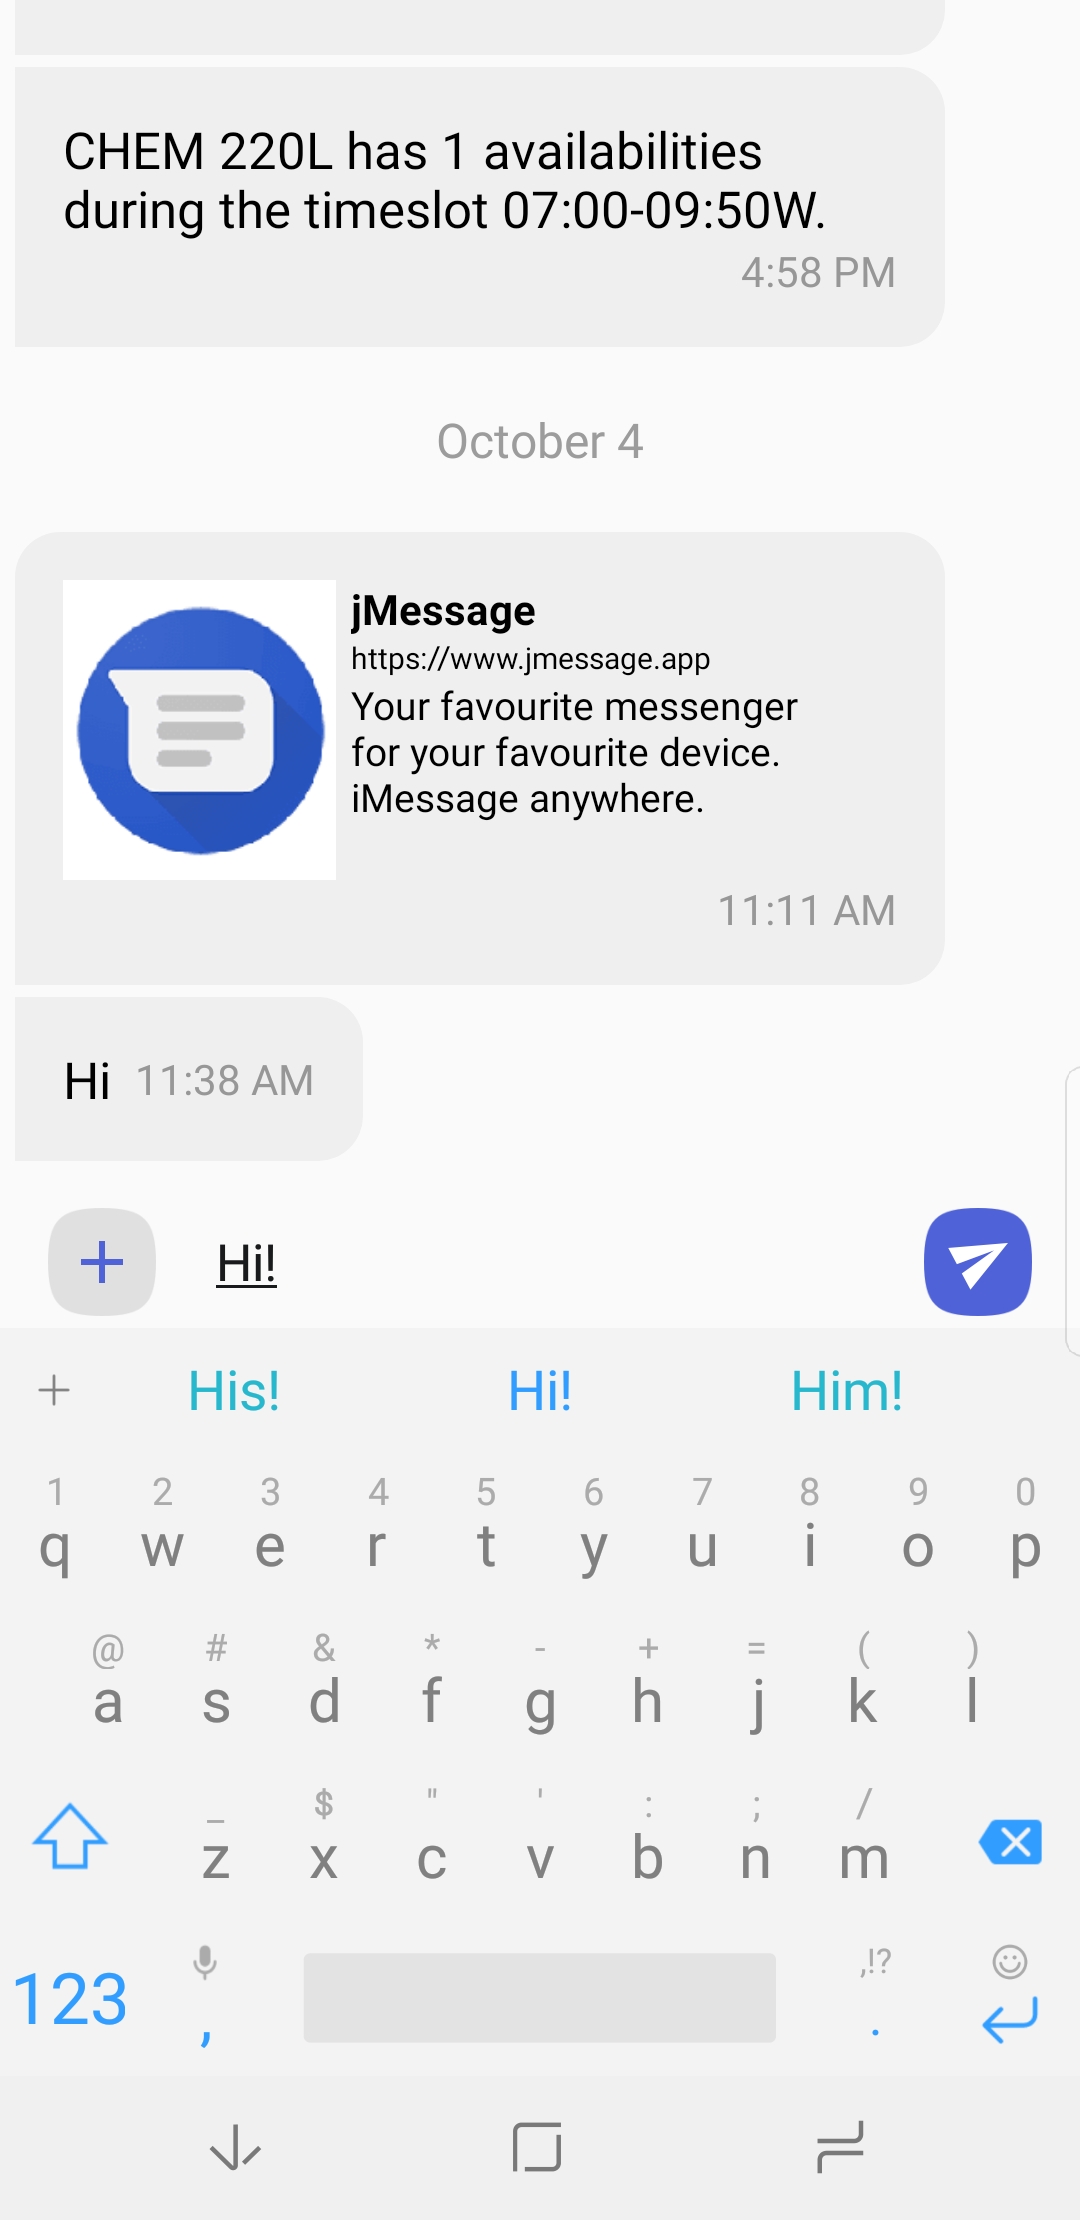 CHEM 220L has 1 availabilities
during the timeslot 07:00-09:50W.
4:58 PM
October 4
jMessage
https://www.jmessage.app
Your favourite messenger
for your favourite device.
iMessage anywhere.
11:11 AM
Hi 11:38 AM
Hi!
His! Hi! Him!
1 2 3 4 5 6 7 8 9 0
q w e r t y u i o p
@ # & * - + = ( )
a s d f g h j k l
_ $ " ' : ; /
z x c v b n m
,!?
123 , .